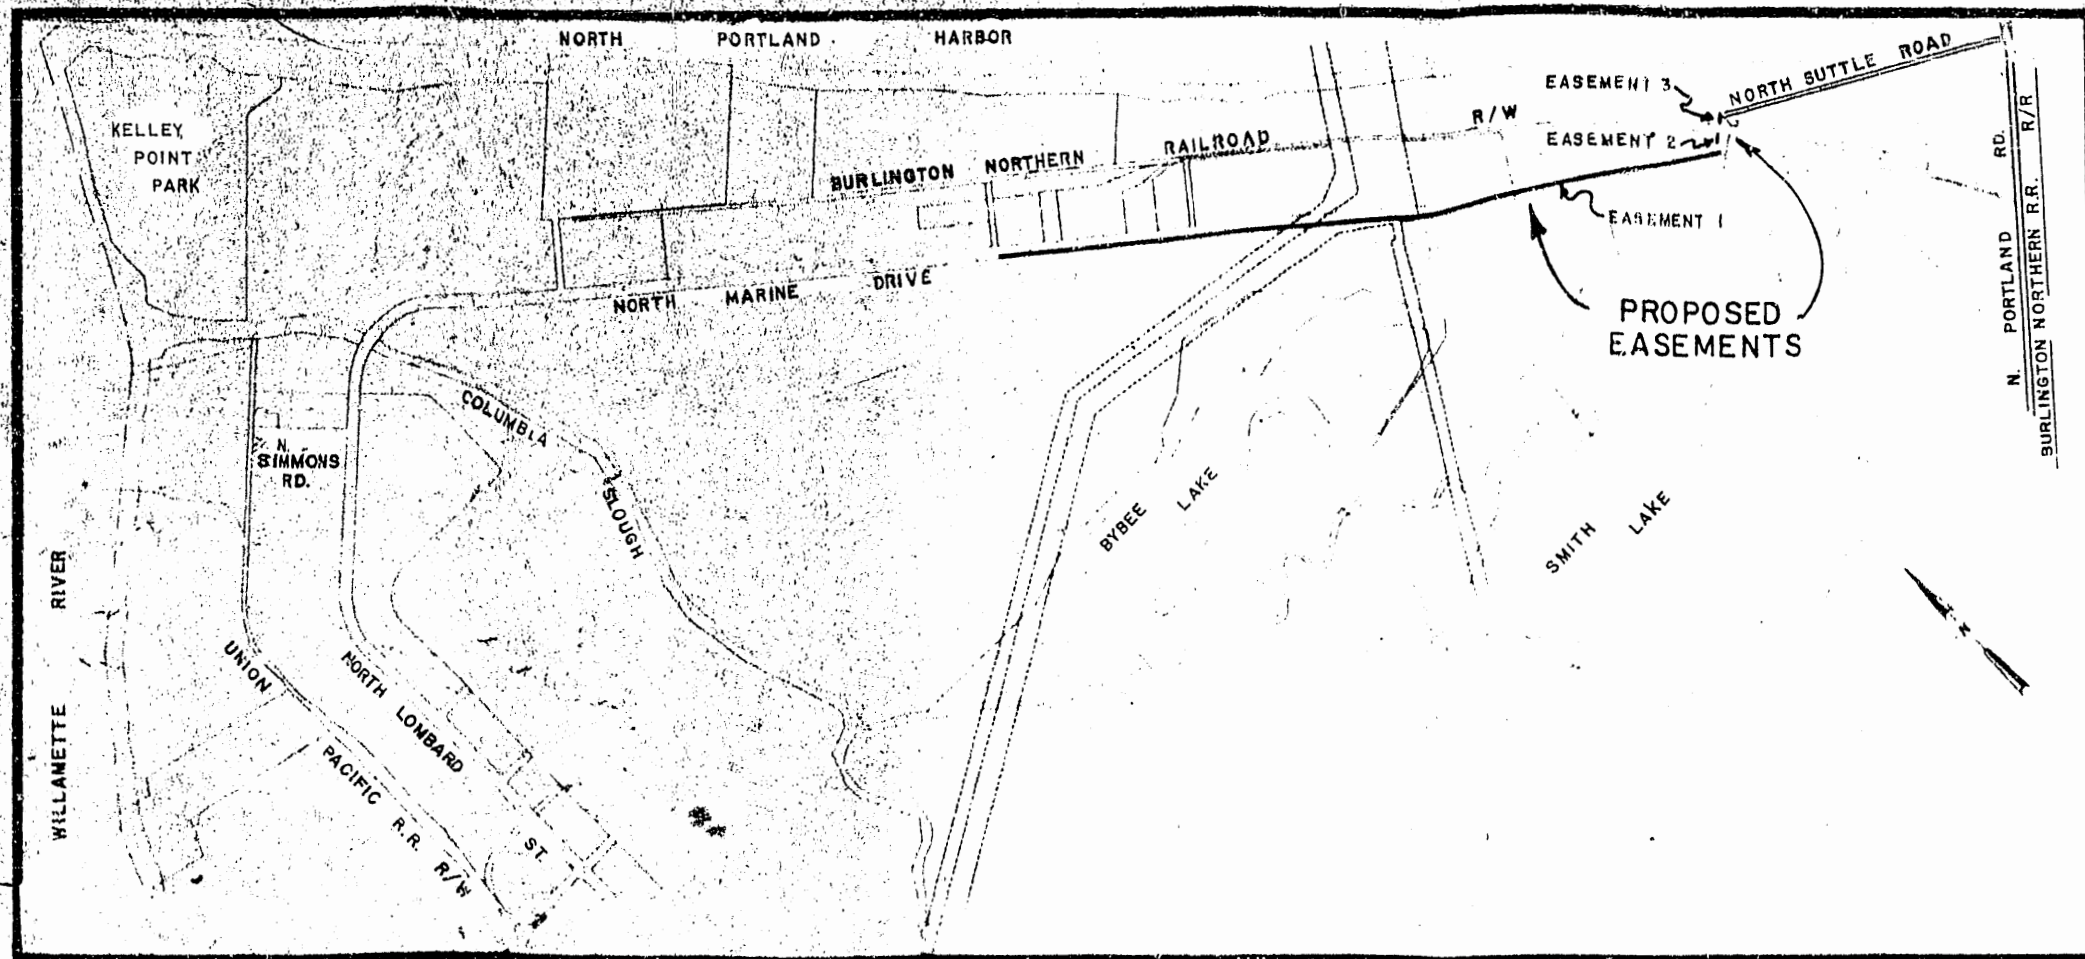 NORTH PORTLAND HARBOR
KELLEY
POINT
PARK
BURLINGTON NORTHERN RAILROAD R/W
EASEMENT 3
NORTH SUTTLE ROAD
EASEMENT 2
EASEMENT 1
PROPOSED
EASEMENTS
N. PORTLAND RD.
BURLINGTON NORTHERN R.R. R/R
NORTH MARINE DRIVE
COLUMBIA SLOUGH
N.
SIMMONS
RD.
BYBEE LAKE
SMITH LAKE
N
WILLAMETTE RIVER
UNION PACIFIC R.R. R/W
NORTH LOMBARD ST.